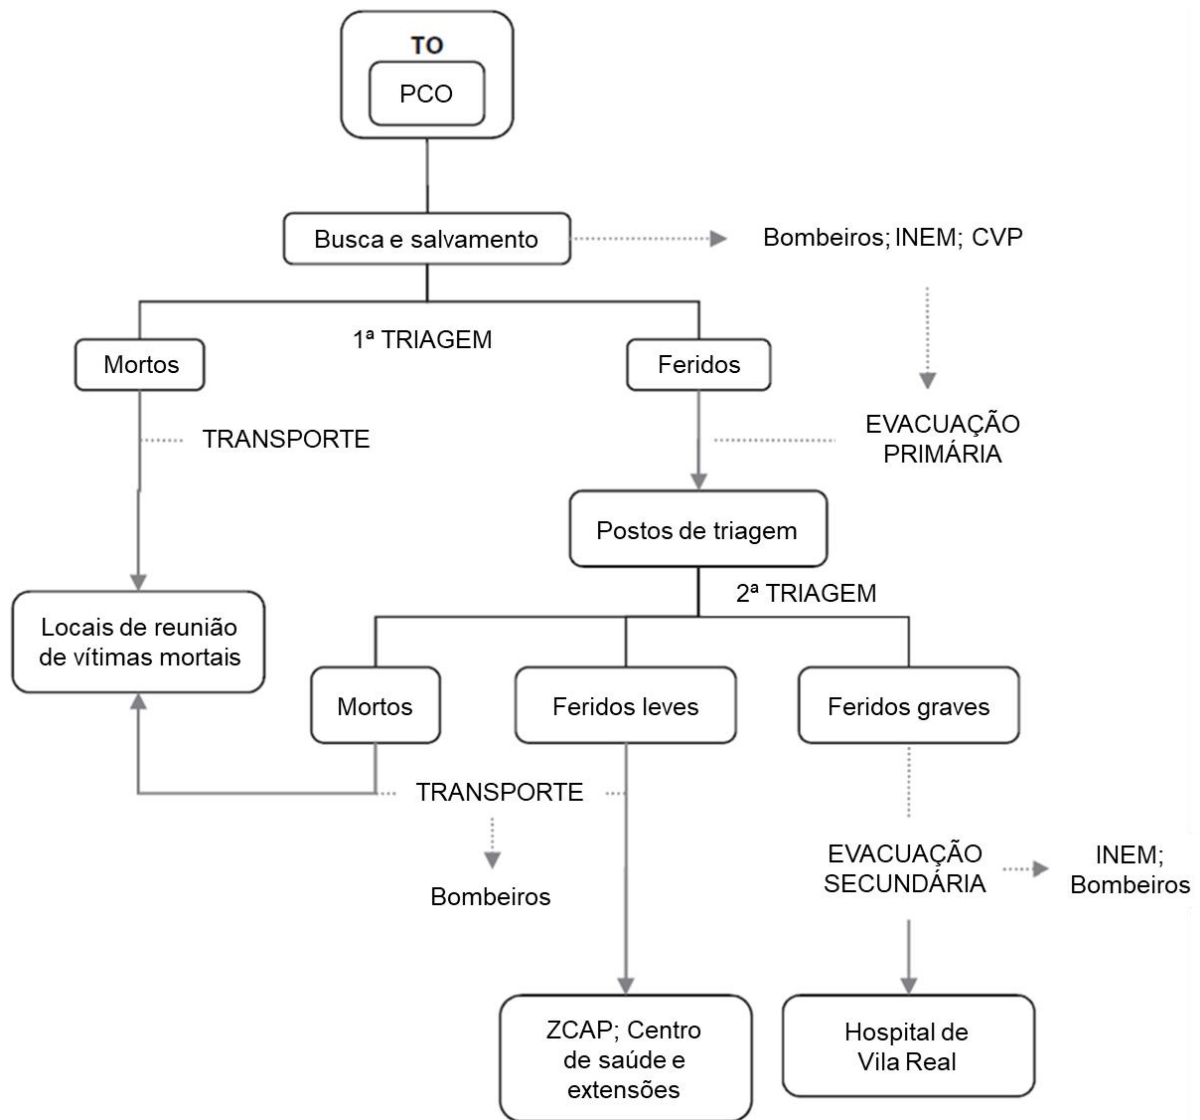 TO
PCO
Busca e salvamento
Bombeiros; INEM; CVP
1ª TRIAGEM
Mortos
Feridos
TRANSPORTE
EVACUAÇÃO
PRIMÁRIA
Postos de triagem
2ª TRIAGEM
Locais de reunião
de vítimas mortais
Mortos
Feridos leves
Feridos graves
TRANSPORTE
Bombeiros
EVACUAÇÃO
SECUNDÁRIA
INEM;
Bombeiros
ZCAP; Centro
de saúde e
extensões
Hospital de
Vila Real